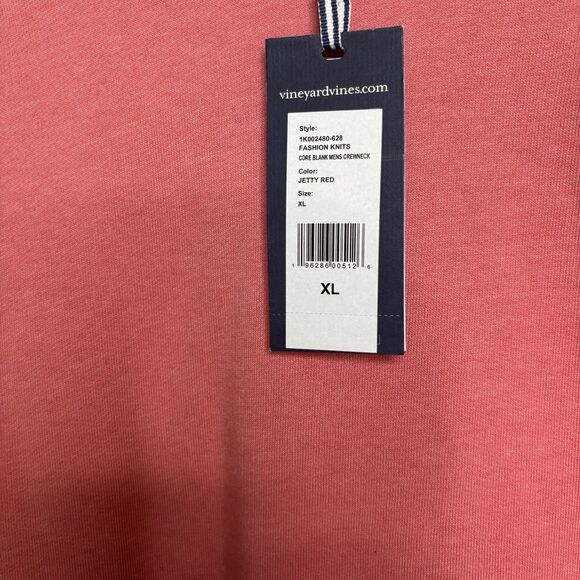 vineyardvines.com
Style:
1K002480-628
FASHION KNITS
CORE BLANK MENS CREWNECK
Color:
JETTY RED
Size:
XL
1 96286 00512 6
XL